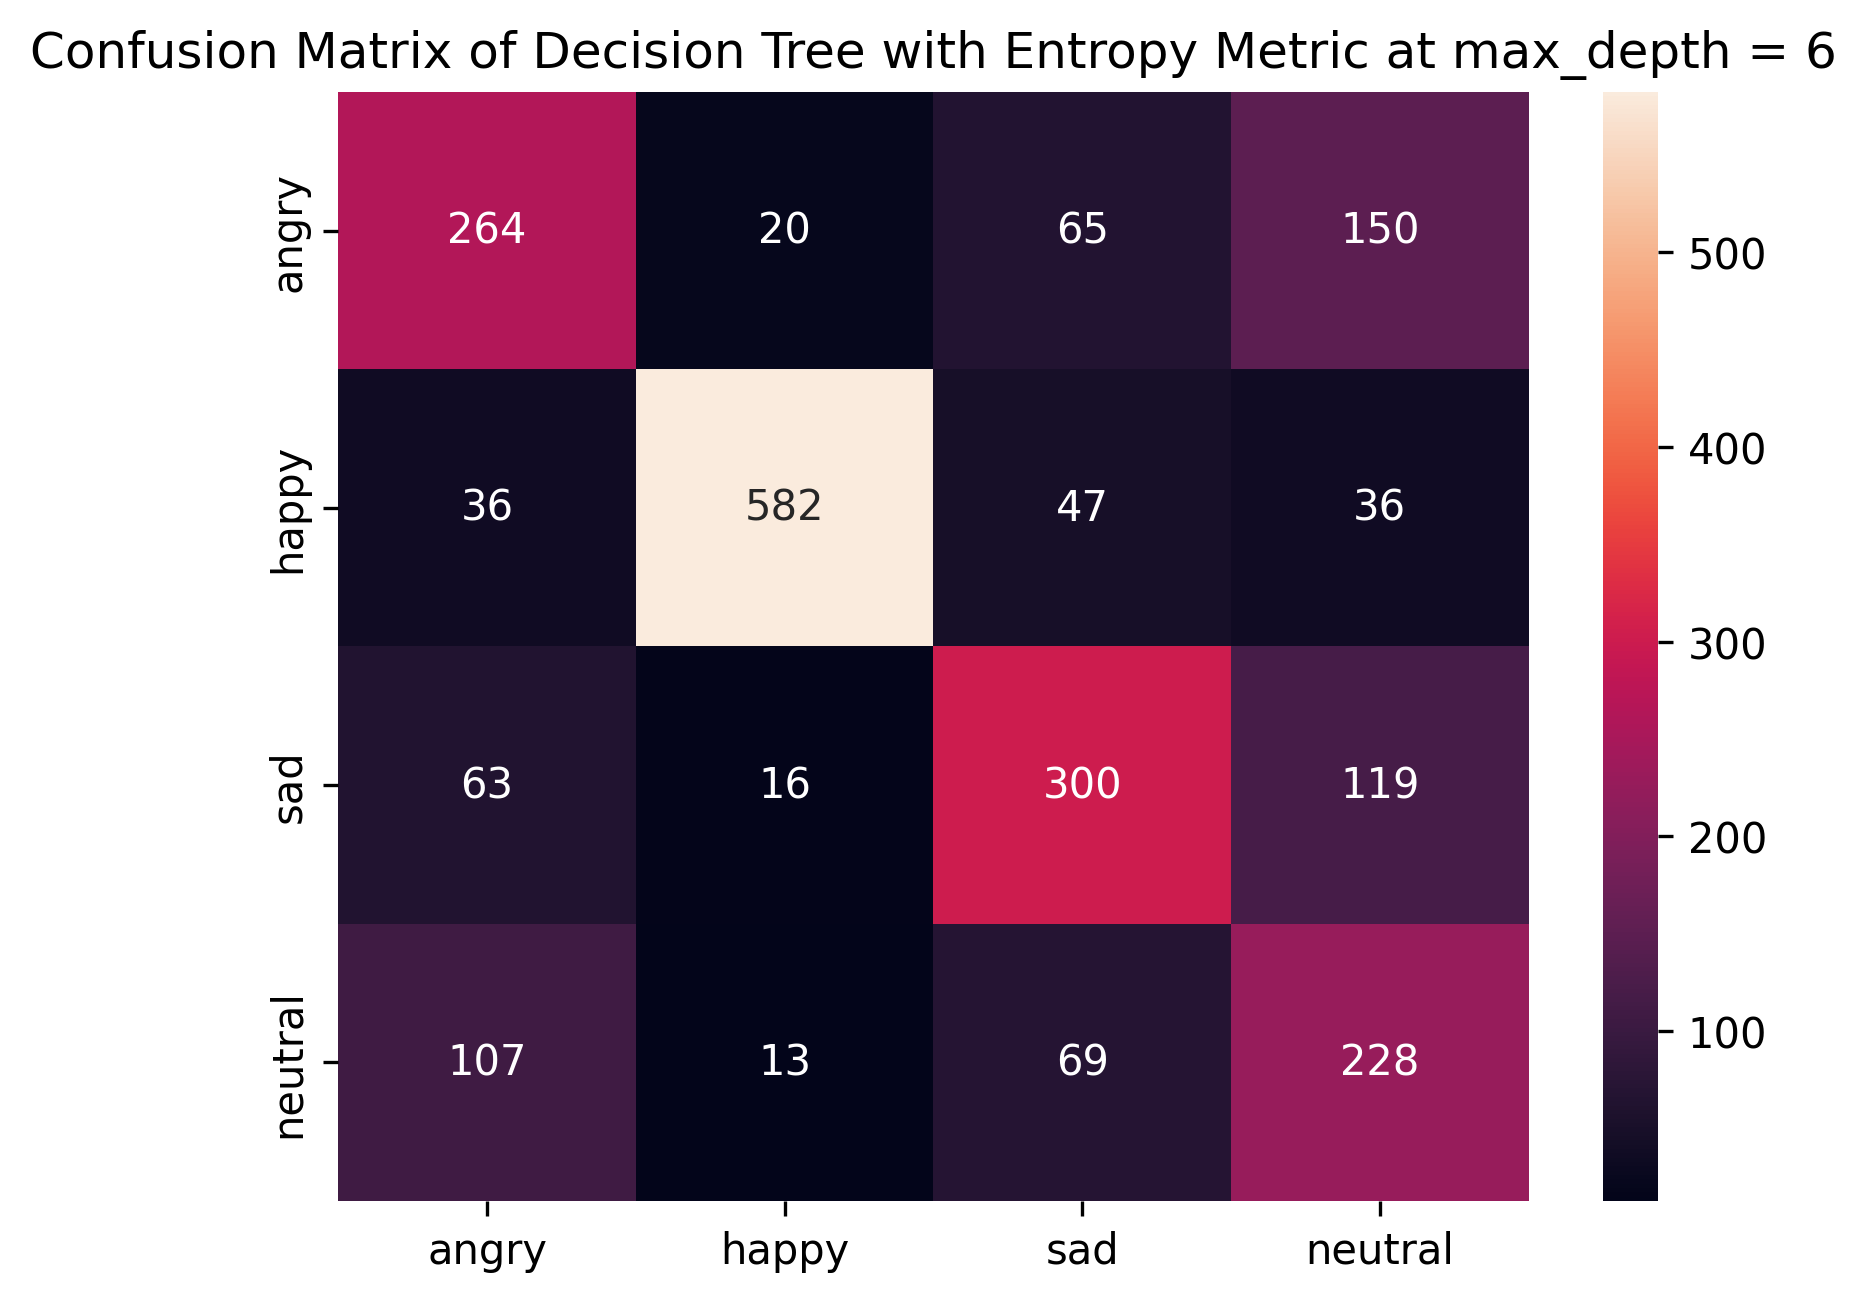 Confusion Matrix of Decision Tree with Entropy Metric at max_depth = 6
angry
264 20 65 150
happy
36 582 47 36
sad
63 16 300 119
neutral
107 13 69 228
angry happy sad neutral
500
400
300
200
100